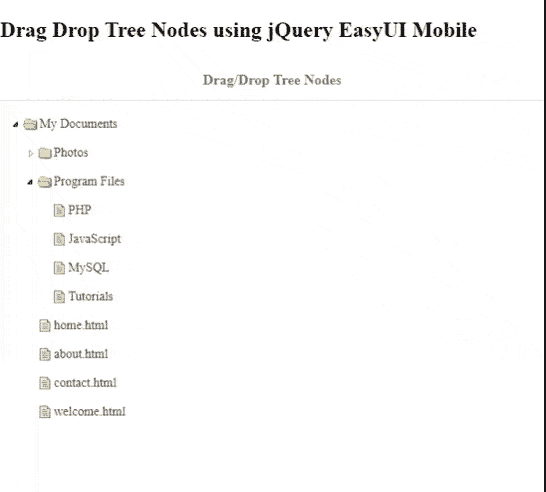 Drag Drop Tree Nodes using jQuery EasyUI Mobile
Drag/Drop Tree Nodes
My Documents
Photos
Program Files
PHP
JavaScript
MySQL
Tutorials
home.html
about.html
contact.html
welcome.html